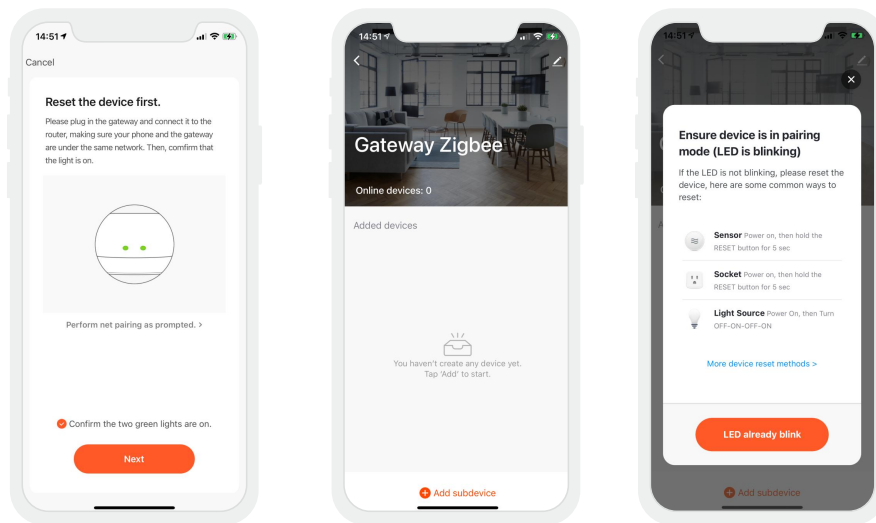 14:51
Cancel
Reset the device first.
Please plug in the gateway and connect it to the
router, making sure your phone and the gateway
are under the same network. Then, comfirm that
the light is on.
Perform net pairing as prompted. >
Confirm the two green lights are on.
Next
14:51
Gateway Zigbee
Online devices: 0
Added devices
You haven't create any device yet.
Tap 'Add' to start.
Add subdevice
14:51
Ensure device is in pairing
mode (LED is blinking)
If the LED is not blinking, please reset the
device, here are some common ways to
reset:
Sensor Power on, then hold the
RESET button for 5 sec
Socket Power on, then hold the
RESET button for 5 sec
Light Source Power On, then Turn
OFF-ON-OFF-ON
More device reset methods >
LED already blink
Add subdevice